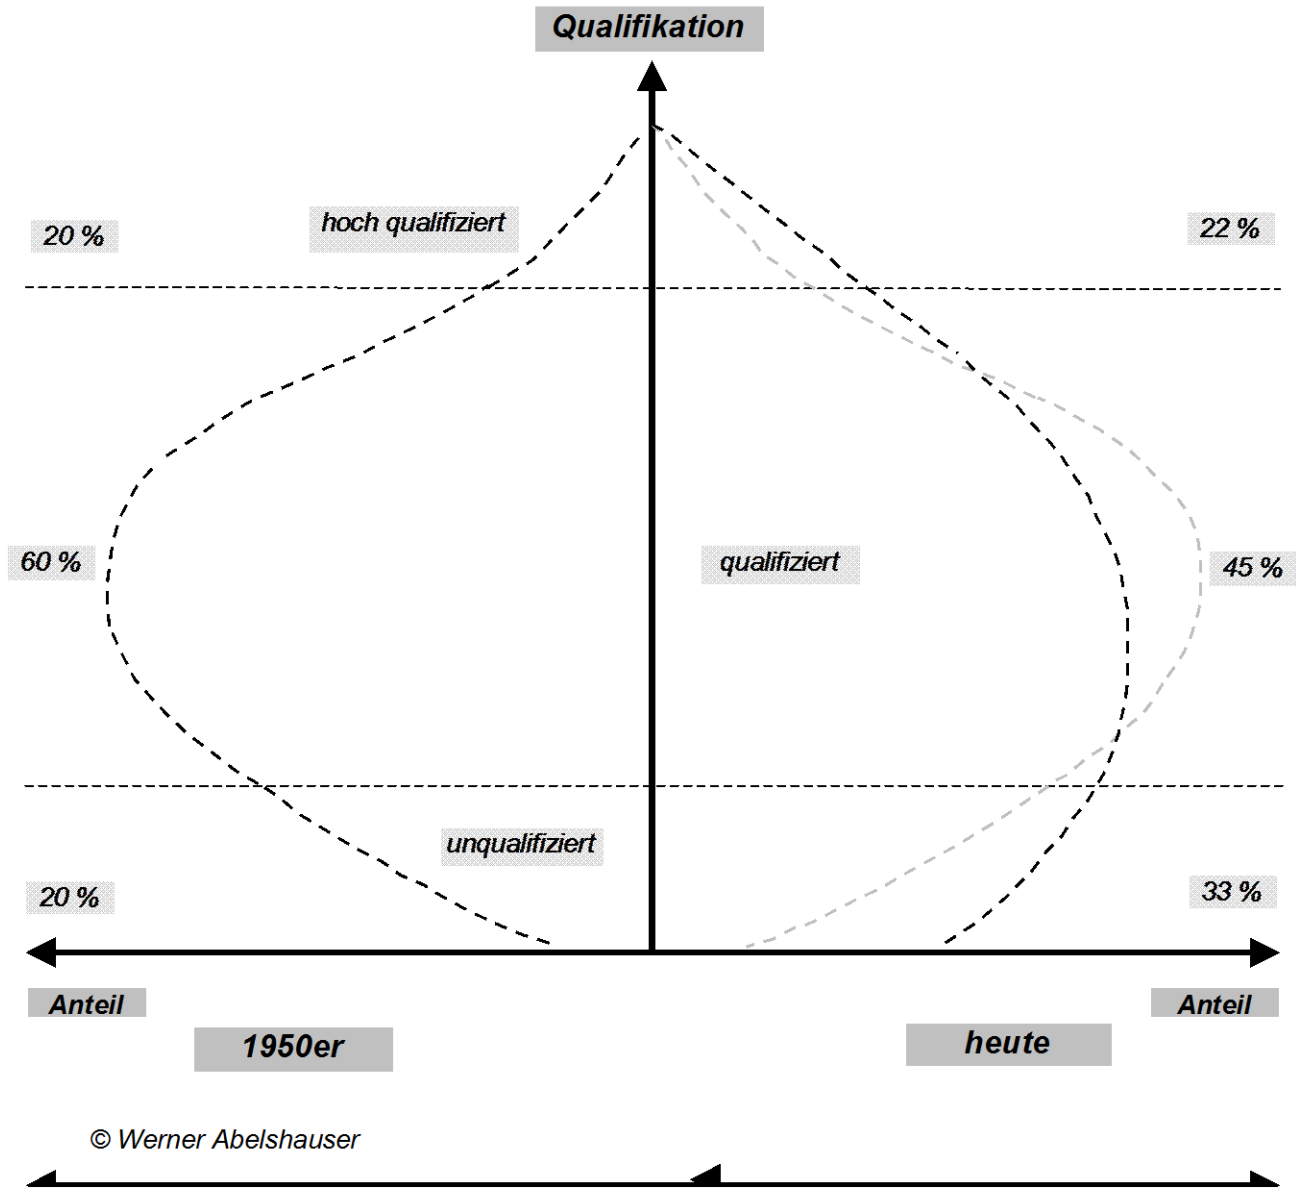 Qualifikation
hoch qualifiziert
20 %
22 %
60 %
qualifiziert
45 %
unqualifiziert
20 %
33 %
Anteil
Anteil
1950er
heute
© Werner Abelshauser